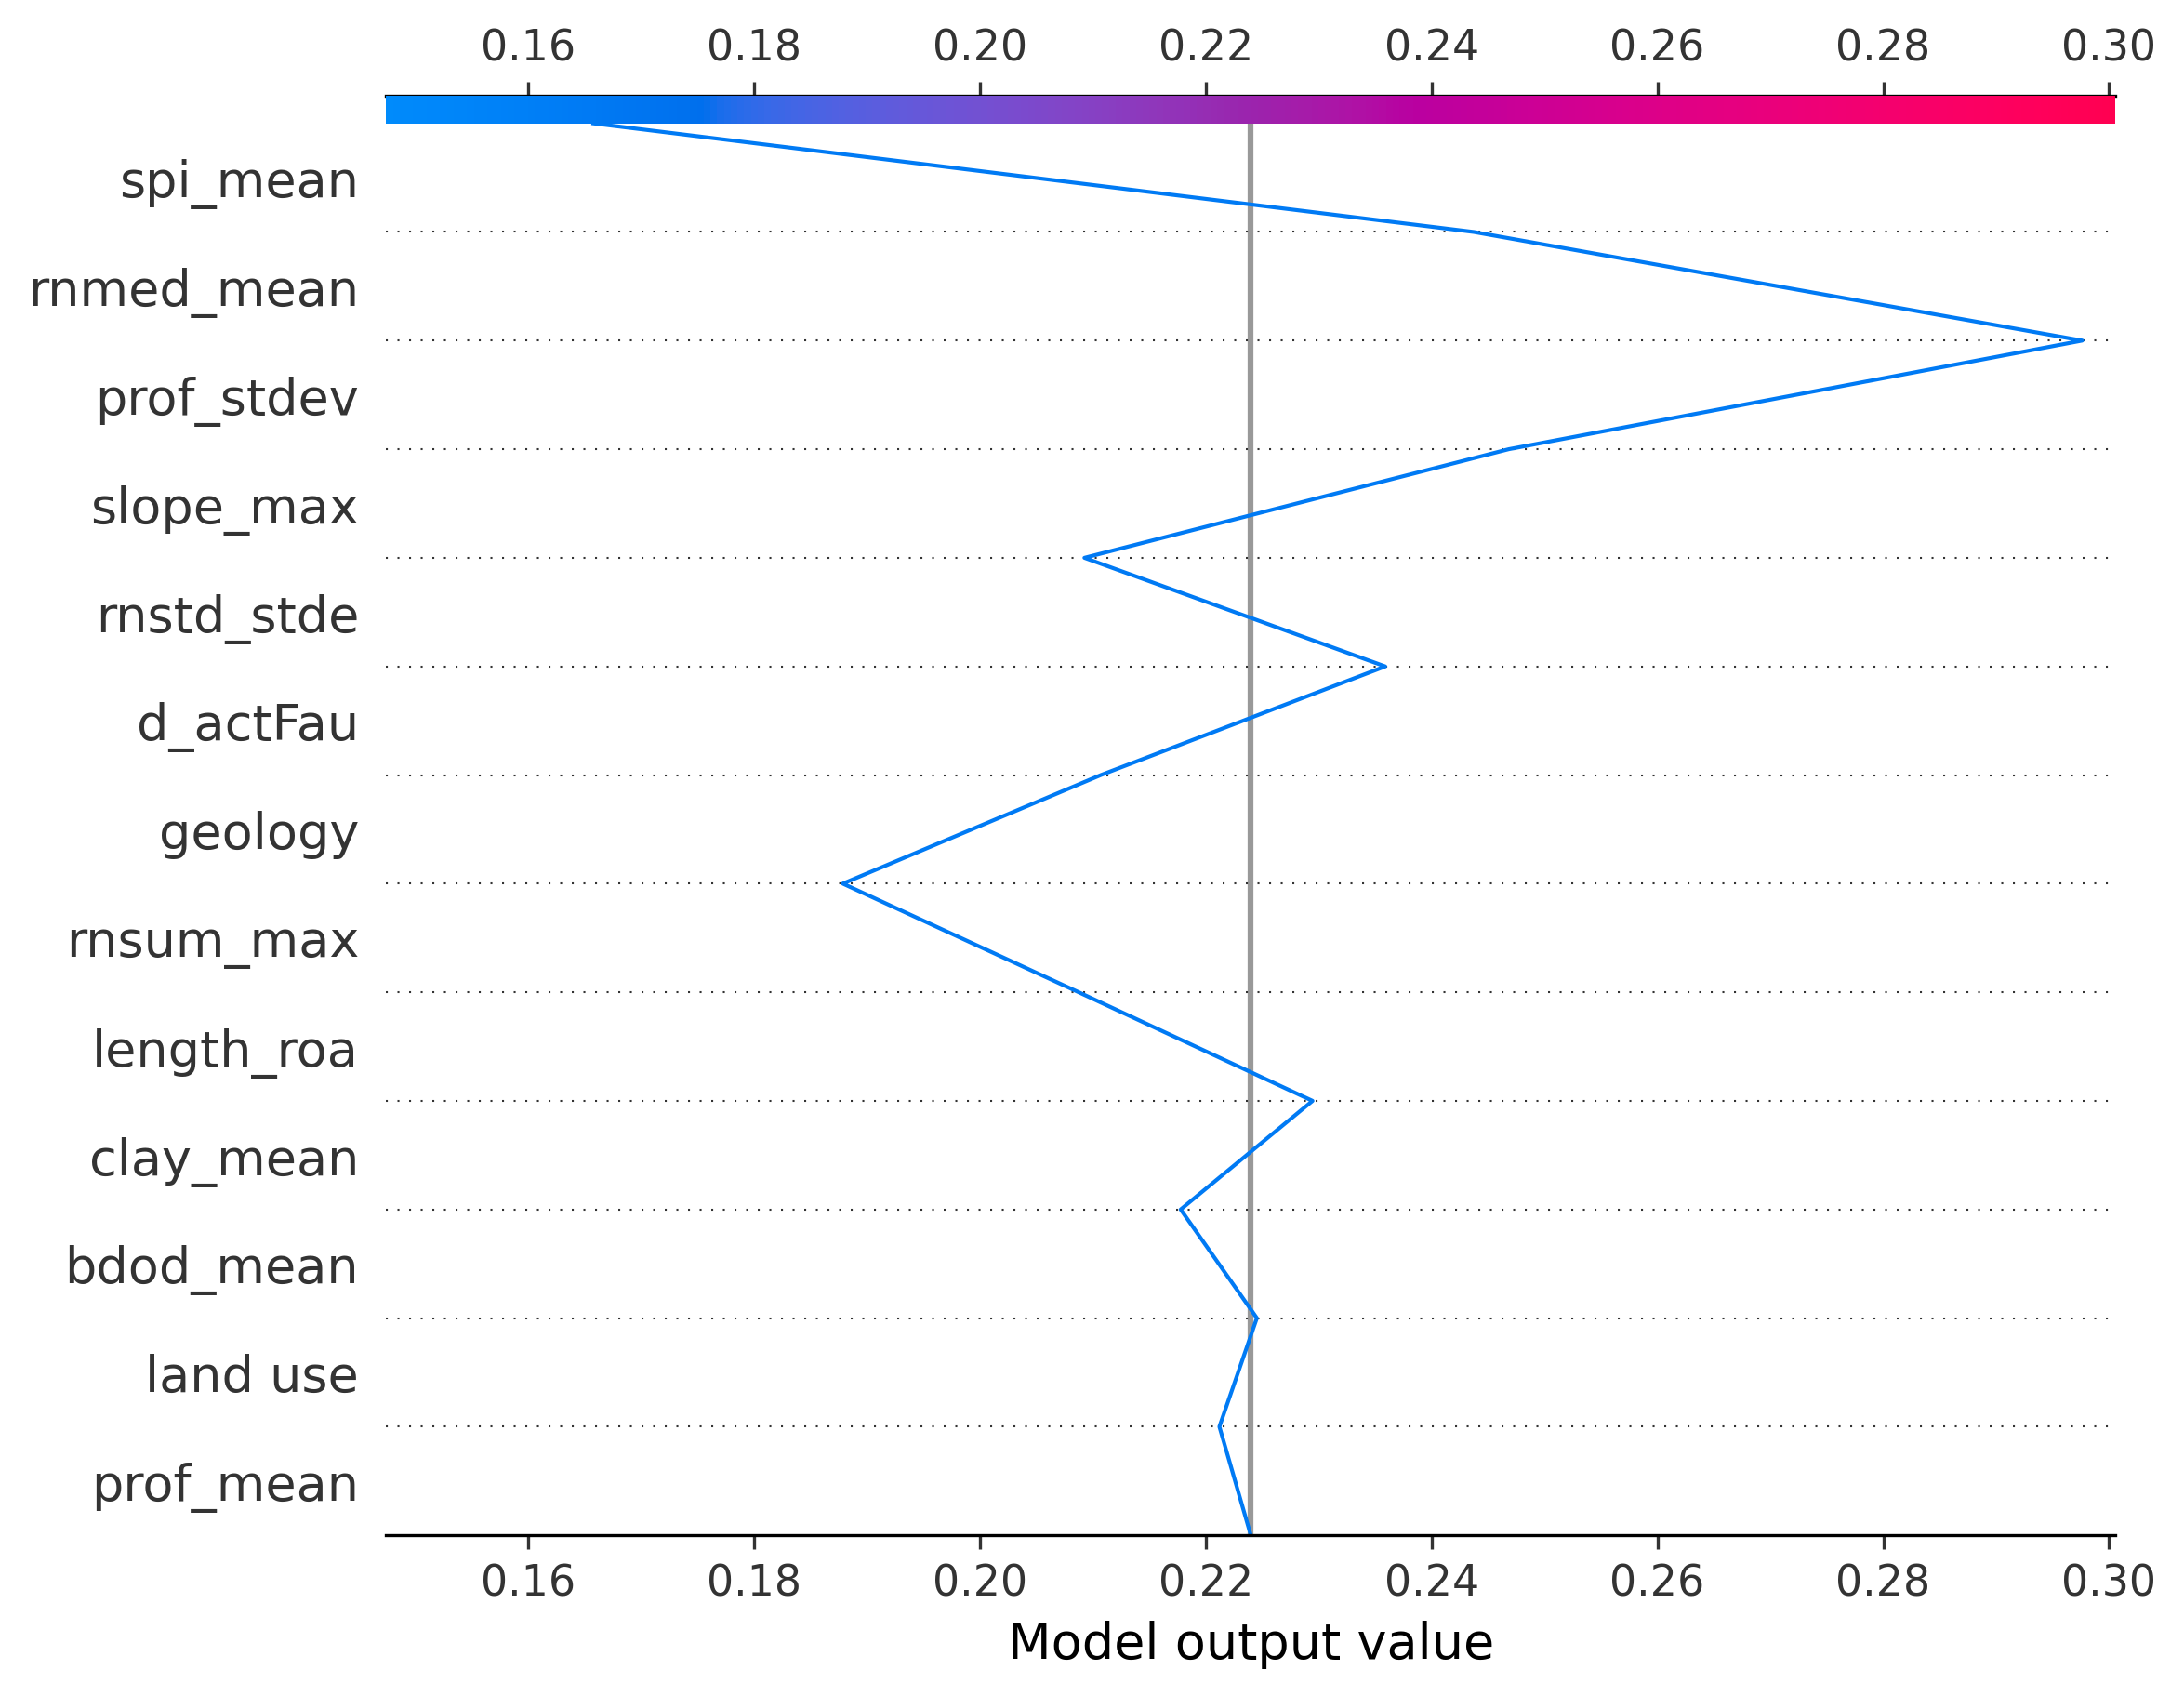 0.16 0.18 0.20 0.22 0.24 0.26 0.28 0.30
spi_mean
rnmed_mean
prof_stdev
slope_max
rnstd_stde
d_actFau
geology
rnsum_max
length_roa
clay_mean
bdod_mean
land use
prof_mean
0.16 0.18 0.20 0.22 0.24 0.26 0.28 0.30
Model output value